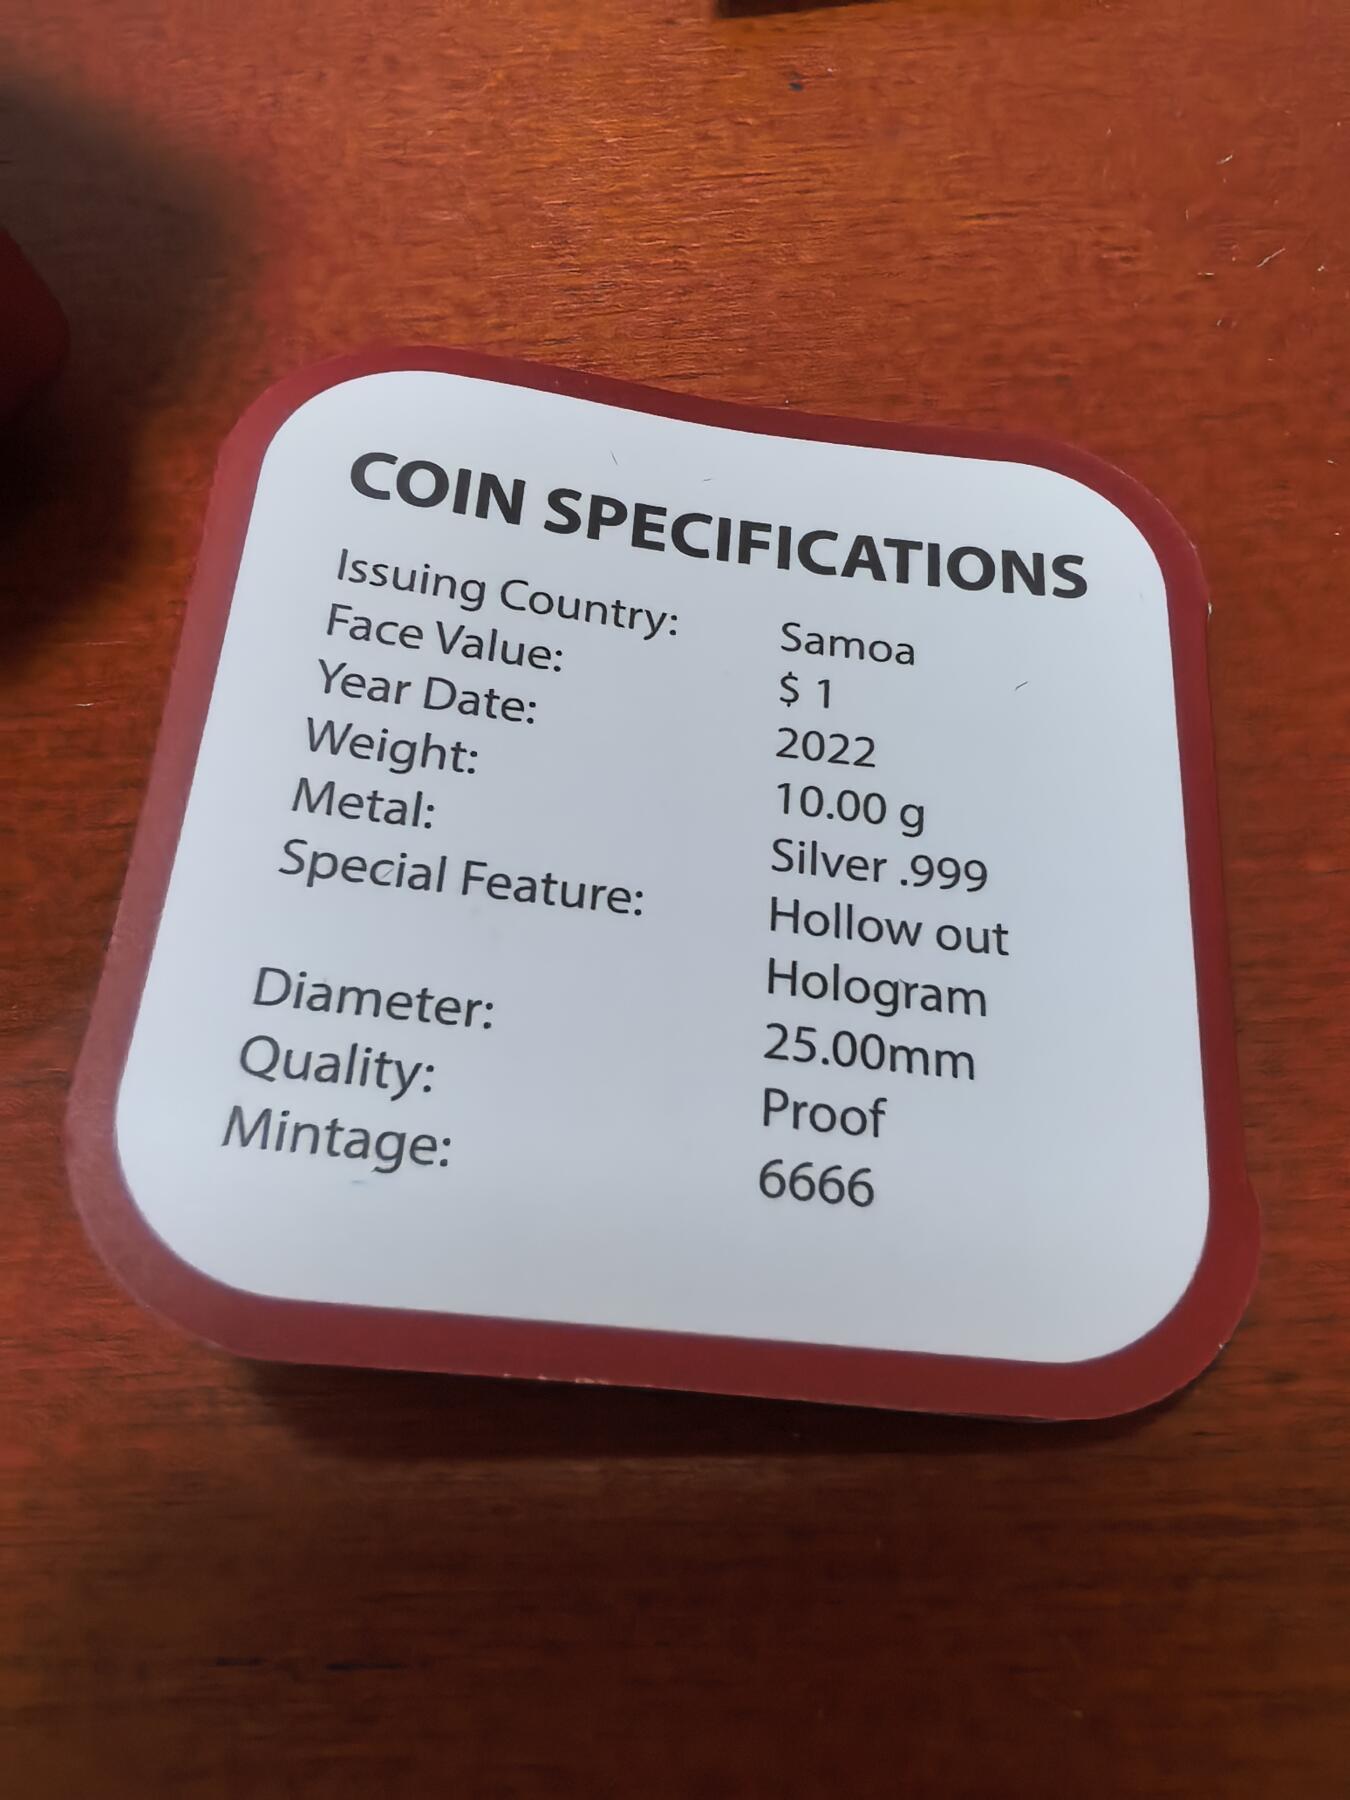 COIN SPECIFICATIONS
Issuing Country: Samoa
Face Value: $ 1
Year Date: 2022
Weight: 10.00 g
Metal: Silver .999
Special Feature: Hollow out
Hologram
Diameter: 25.00mm
Quality: Proof
Mintage: 6666